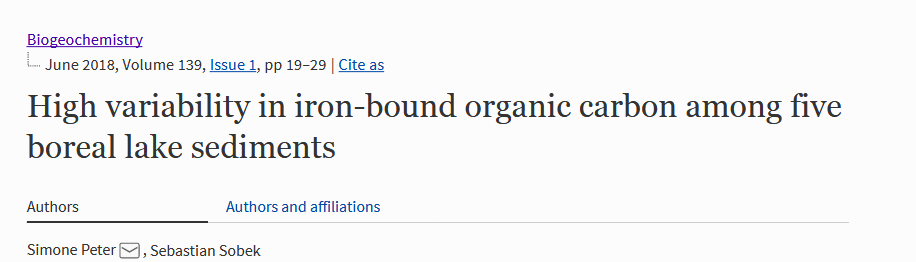 Biogeochemistry
June 2018, Volume 139, Issue 1, pp 19–29 | Cite as
High variability in iron-bound organic carbon among five
boreal lake sediments
Authors Authors and affiliations
Simone Peter , Sebastian Sobek